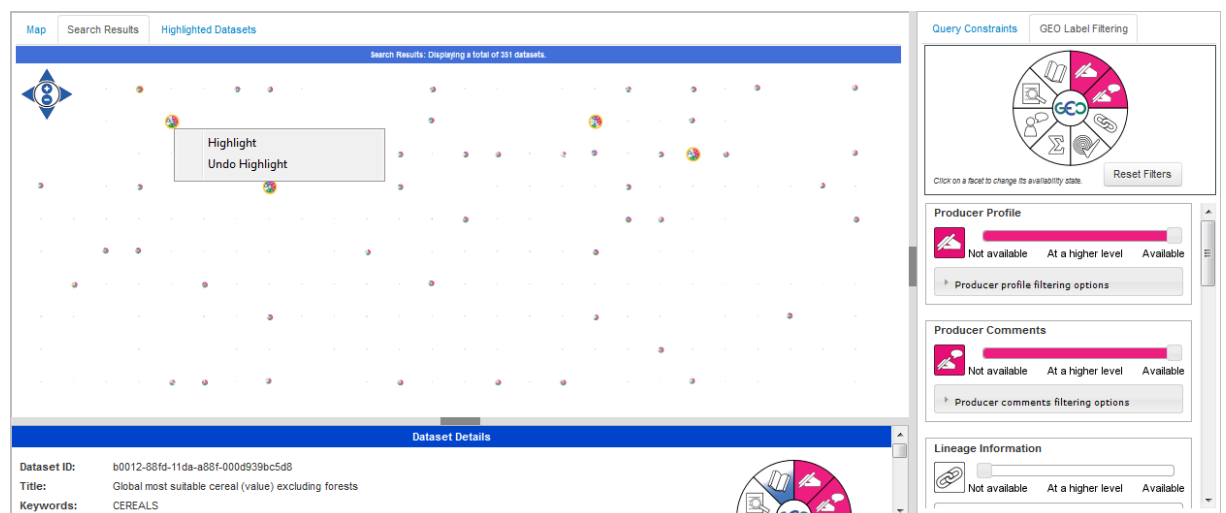 Map Search Results Highlighted Datasets
Search Results: Displaying a total of 351 datasets.
Highlight
Undo Highlight
Dataset Details
Dataset ID: b0012-88fd-11da-a88f-000d939bc5d8
Title: Global most suitable cereal (value) excluding forests
Keywords: CEREALS
Query Constraints GEO Label Filtering
GEO
Click on a facet to change its availability state.
Reset Filters
Producer Profile
Not available At a higher level Available
Producer profile filtering options
Producer Comments
Not available At a higher level Available
Producer comments filtering options
Lineage Information
Not available At a higher level Available